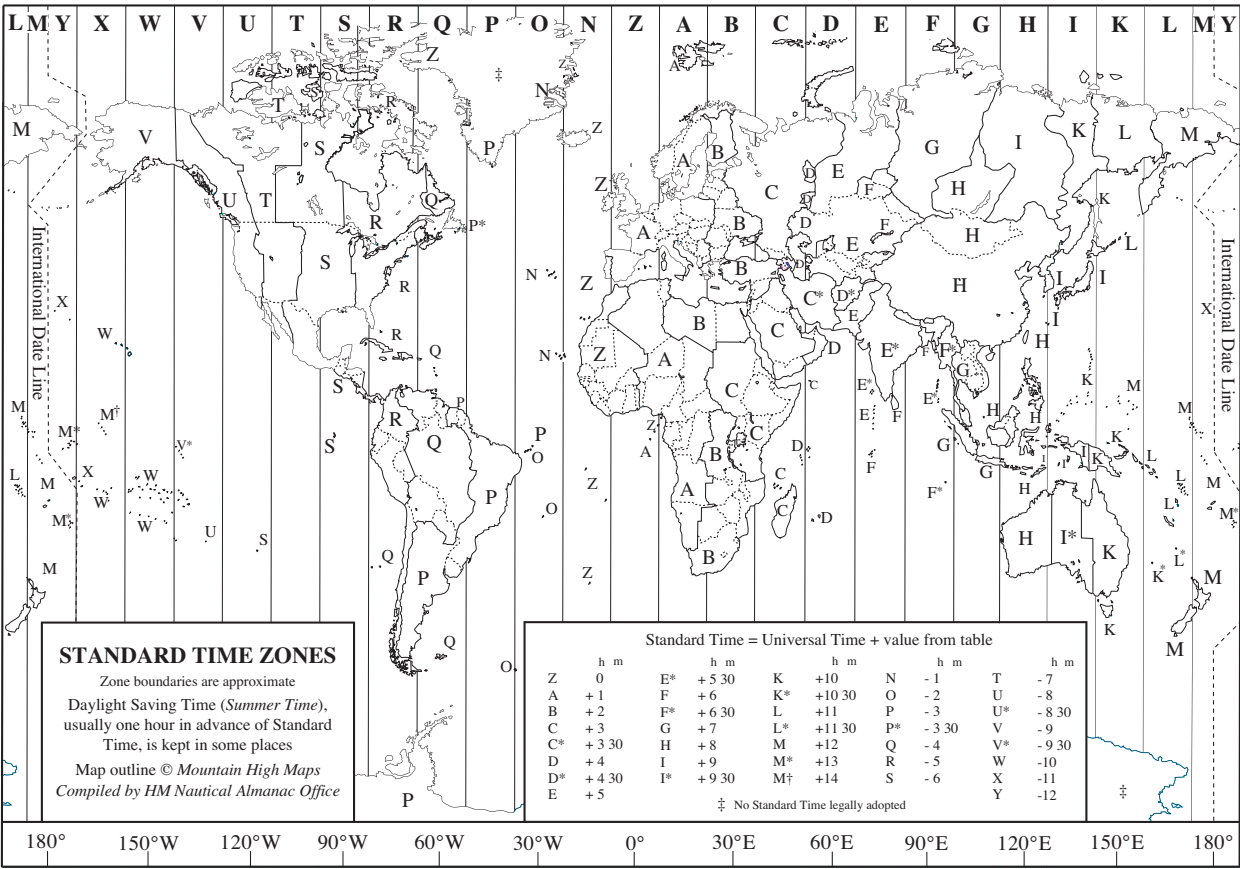 L M Y X W V U T S R Q P O N Z A B C D E F G H I K L M Y
Z
‡
A
N
T
R
Z
M
V
S
P
A
B
C
D
E
G
I
K
L
M
Z
U
T
R
Q
P*
D
F
H
K
A
B
D
F
E
H
L
International Date Line
X
W
S
N
R
Z
B
D
C*
D*
E
H
I
I
I
International Date Line
X
R
Q
N
Z
A
B
C
D
E*
F
F*
G
H
K
M
M
M†
M*
V*
S
S
R
P
Q
P
O
Z
A
C
C
C
D
B
E*
E
F
F
E*
G
H
H
K
M
L
X
W
W
M
M*
W
U
S
P
Z
O
A
C
C
D
F*
G
H
I
I
I
K
L
L
L*
M
M*
M
Q
P
Z
B
H
I*
K
K
L*
K*
M
M
Q
O
STANDARD TIME ZONES
Zone boundaries are approximate
Daylight Saving Time (Summer Time),
usually one hour in advance of Standard
Time, is kept in some places
Map outline © Mountain High Maps
Compiled by HM Nautical Almanac Office
P
Standard Time = Universal Time + value from table
h m h m h m h m h m
Z 0 E* + 5 30 K +10 N - 1 T - 7
A + 1 F + 6 K* +10 30 O - 2 U - 8
B + 2 F* + 6 30 L +11 P - 3 U* - 8 30
C + 3 G + 7 L* +11 30 P* - 3 30 V - 9
C* + 3 30 H + 8 M +12 Q - 4 V* - 9 30
D + 4 I + 9 M* +13 R - 5 W -10
D* + 4 30 I* + 9 30 M† +14 S - 6 X -11
E + 5 Y -12
‡ No Standard Time legally adopted
‡
180° 150°W 120°W 90°W 60°W 30°W 0° 30°E 60°E 90°E 120°E 150°E 180°